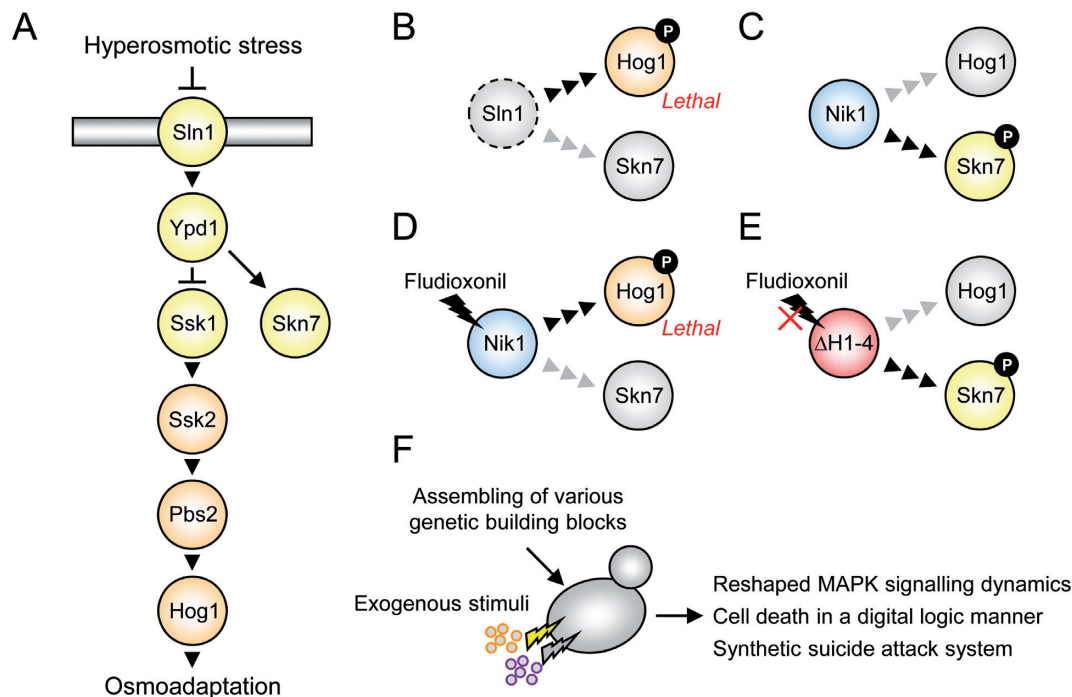 A
Hyperosmotic stress
Sln1
Ypd1
Ssk1
Skn7
Ssk2
Pbs2
Hog1
Osmoadaptation
B
Sln1
P
Hog1
Lethal
Skn7
C
Nik1
Hog1
P
Skn7
D
Fludioxonil
Nik1
P
Hog1
Lethal
Skn7
E
Fludioxonil
ΔH1-4
Hog1
P
Skn7
F
Assembling of various
genetic building blocks
Exogenous stimuli
Reshaped MAPK signalling dynamics
Cell death in a digital logic manner
Synthetic suicide attack system